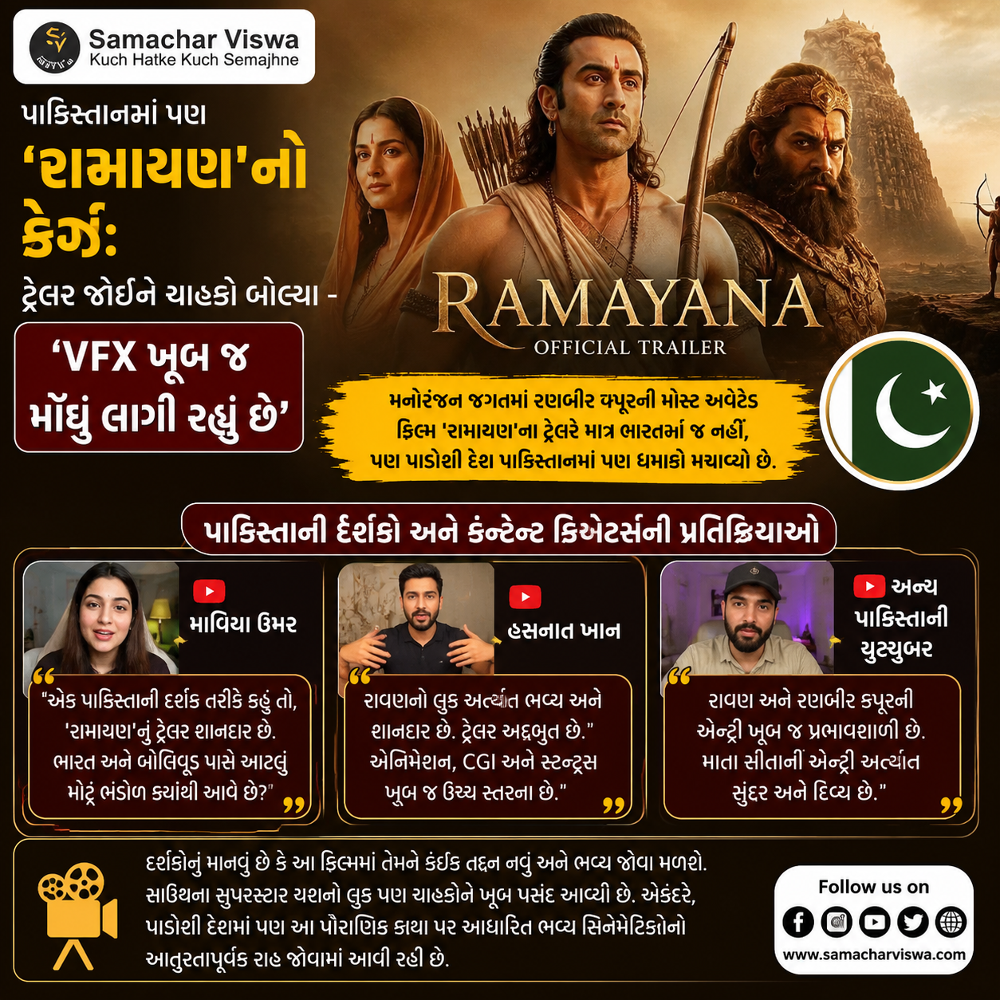 Samachar Viswa
Kuch Hatke Kuch Semajhne
પાકિસ્તાનમાં પણ
‘રામાયણ’નો
કેર્ઝ:
ટ્રેલર જોઈને ચાહકો બોલ્યા -
‘VFX ખૂબ જ
મોંઘું લાગી રહ્યું છે’
RAMAYANA
OFFICIAL TRAILER
મનોરંજન જગતમાં રણબીર કપૂરની મોસ્ટ અવેટેડ
ફિલ્મ 'રામાયણ'ના ટ્રેલરે માત્ર ભારતમાં જ નહીં,
પણ પાડોશી દેશ પાકિસ્તાનમાં પણ ધમાકો મચાવ્યો છે.
પાકિસ્તાની ર્દર્શકો અને કંન્ટેન્ટ ક્રિએટર્સની પ્રતિક્રિયાઓ
માવિયા ઉમર
“એક પાકિસ્તાની દર્શક તરીકે કહું તો,
'રામાયણ'નું ટ્રેલર શાનદાર છે.
ભારત અને બોલિવૂડ પાસે આટલું
મોટ્રં ભંડોળ ક્યાંથી આવે છે?"
હસનાત ખાન
રાવણનો લુક ભવ્ય અને
શાનદાર છે. ટ્રેલર અદ્ભુત છે."
એનિમેશન, CGI અને સ્ટન્ટ્રસ
ખૂબ જ ઉચ્ચ સ્તરના છે."
અન્ય
પાકિસ્તાની
યુટ્યુબર
રાવણ અને રણબીર કપૂરની
એન્ટ્રી ખૂબ જ પ્રભાવશાળી છે.
માતા સીતાની એન્ટ્રી અર્ત્યાત
સુંદર અને દિવ્ય છે."
દર્શકોનું માનવું છે કે આ ફિલ્મમાં તેમને કંઈક તદ્દન નવું અને ભવ્ય જોવા મળશે.
સાઉથના સુપરસ્ટાર યશનો લુક પણ ચાહકોને ખૂબ પસંદ આવ્યી છે. એકંદરે,
પાડોશી દેશમાં પણ આ પૌરાણિક કાથા પર આધારિત ભવ્ય સિનેમેટિકોનો
આતુરતાપૂર્વક રાહ જોવામાં આવી રહી છે.
Follow us on
www.samacharviswa.com